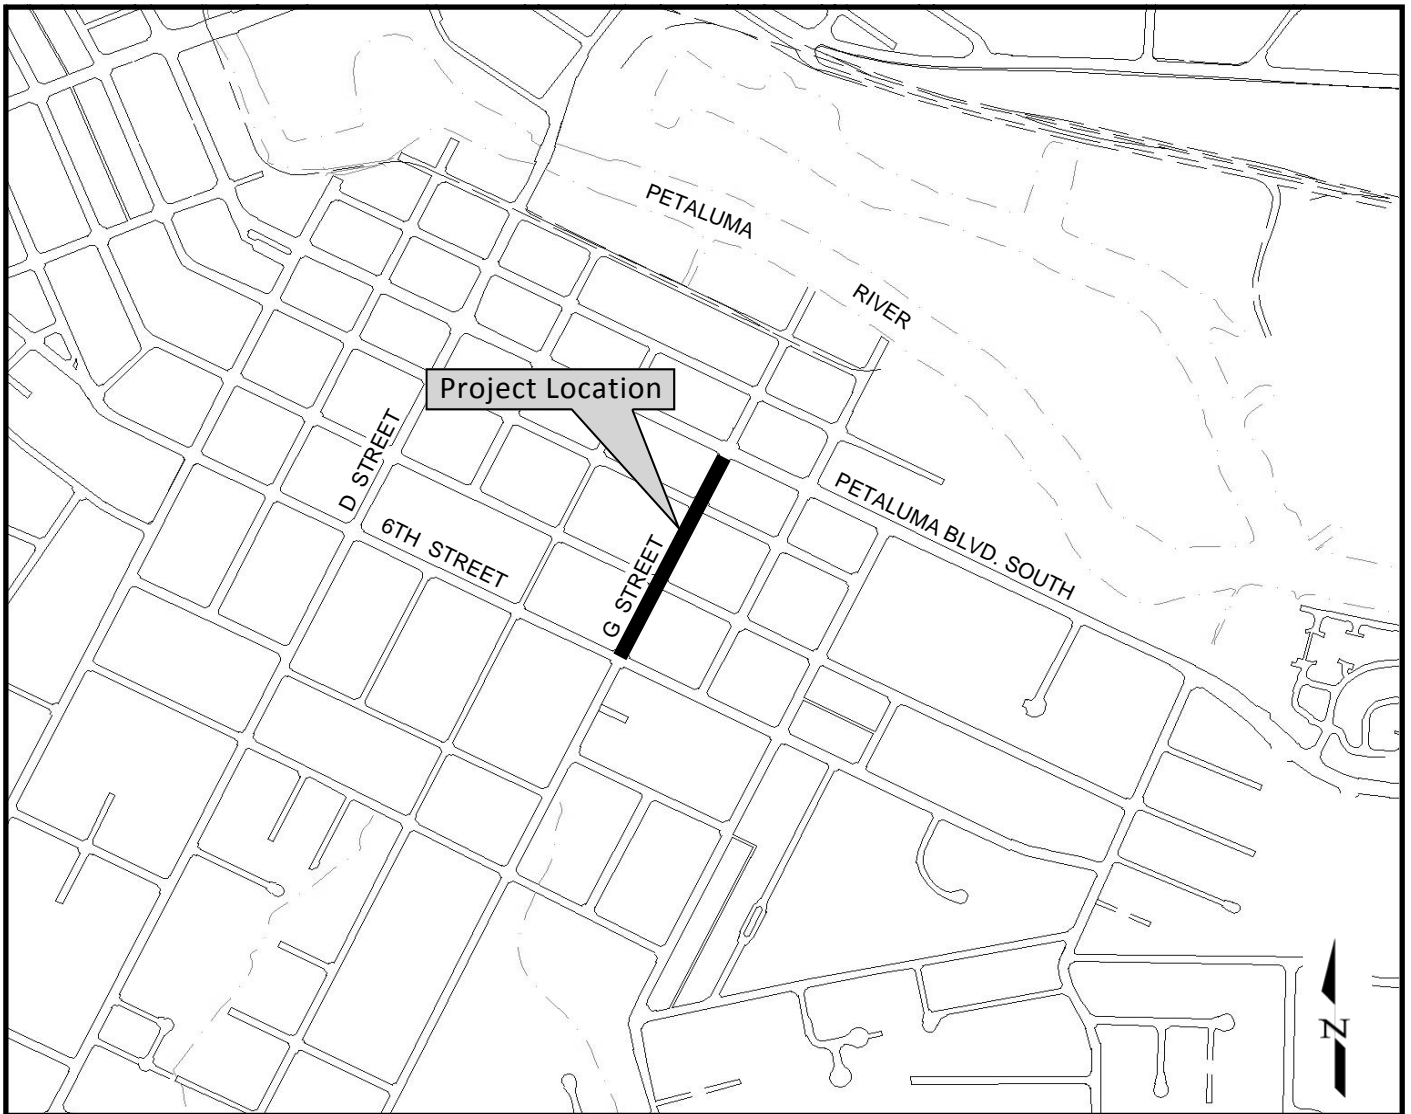 PETALUMA
RIVER
Project Location
D STREET
6TH STREET
G STREET
PETALUMA BLVD. SOUTH
N